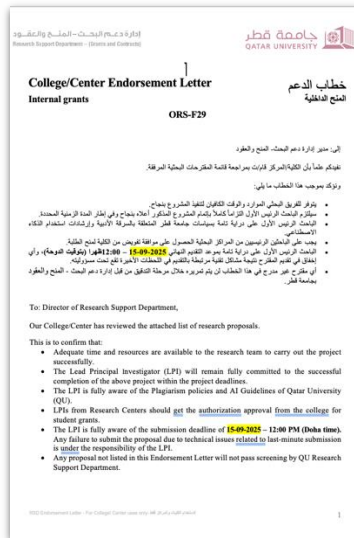 إدارة دعم البحث – المنح والعقود
Research Support Department – (Grants and Contracts)
جامعة قطر
QATAR UNIVERSITY
College/Center Endorsement Letter
خطاب الدعم
Internal grants
المنح الداخلية
ORS-F29
إلى: مدير إدارة دعم البحث- المنح والعقود
نفيدكم علماً بأن الكلية/المركز قام/ت بمراجعة قائمة المقترحات البحثية المرفقة.
ونؤكد بموجب هذا الخطاب ما يلي:
• يتوفر للفريق البحثي الموارد والوقت الكافيان لتنفيذ المشروع بنجاح.
• سيلتزم الباحث الرئيس الأول التزاماً كاملاً بإتمام المشروع المذكور أعلاه بنجاح وفي إطار المدة الزمنية المحددة.
• الباحث الرئيس الأول على دراية تامة بسياسات جامعة قطر المتعلقة بالسرقة الأدبية وإرشادات استخدام الذكاء
الاصطناعي.
• يجب على الباحثين الرئيسين من المراكز البحثية الحصول على موافقة تفويض من الكلية لمنح الطلبة.
• الباحث الرئيس الأول على دراية تامة بموعد التقديم النهائي 15-09-2025 – 12:00 ظهرا (بتوقيت الدوحة)، وأي
إخفاق في تقديم المقترح نتيجة مشاكل تقنية مرتبطة بالتقديم في اللحظات الأخيرة تقع تحت مسؤوليته.
• أي مقترح غير مدرج في هذا الخطاب لن يتم تمريره خلال مرحلة التدقيق من قبل إدارة دعم البحث - المنح والعقود
بجامعة قطر.
To: Director of Research Support Department,
Our College/Center has reviewed the attached list of research proposals.
This is to confirm that:
• Adequate time and resources are available to the research team to carry out the project
successfully.
• The Lead Principal Investigator (LPI) will remain fully committed to the successful
completion of the above project within the project deadlines.
• The LPI is fully aware of the Plagiarism policies and AI Guidelines of Qatar University
(QU).
• LPIs from Research Centers should get the authorization approval from the college for
student grants.
• The LPI is fully aware of the submission deadline of 15-09-2025 – 12:00 PM (Doha time).
Any failure to submit the proposal due to technical issues related to last-minute submission
is under the responsibility of the LPI.
• Any proposal not listed in this Endorsement Letter will not pass screening by QU Research
Support Department.
Endorsement Letter - For College/ Center use only
1